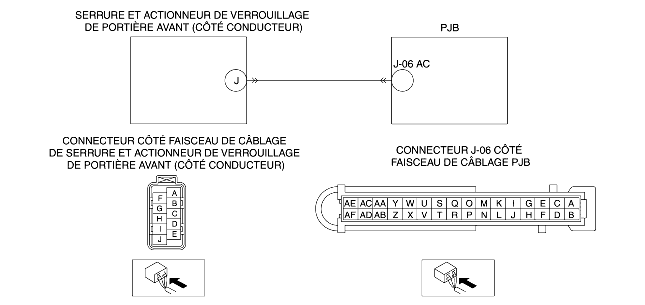 SERRURE ET ACTIONNEUR DE VERROUILLAGE
DE PORTIÈRE AVANT (CÔTÉ CONDUCTEUR)
PJB
J
J-06 AC
CONNECTEUR CÔTÉ FAISCEAU DE CÂBLAGE
DE SERRURE ET ACTIONNEUR DE VERROUILLAGE
DE PORTIÈRE AVANT (CÔTÉ CONDUCTEUR)
CONNECTEUR J-06 CÔTÉ
FAISCEAU DE CÂBLAGE PJB
A
F B
G C
H D
I E
J
AE AC AA Y W U S Q O M K I G E C A
AF AD AB Z X V T R P N L J H F D B